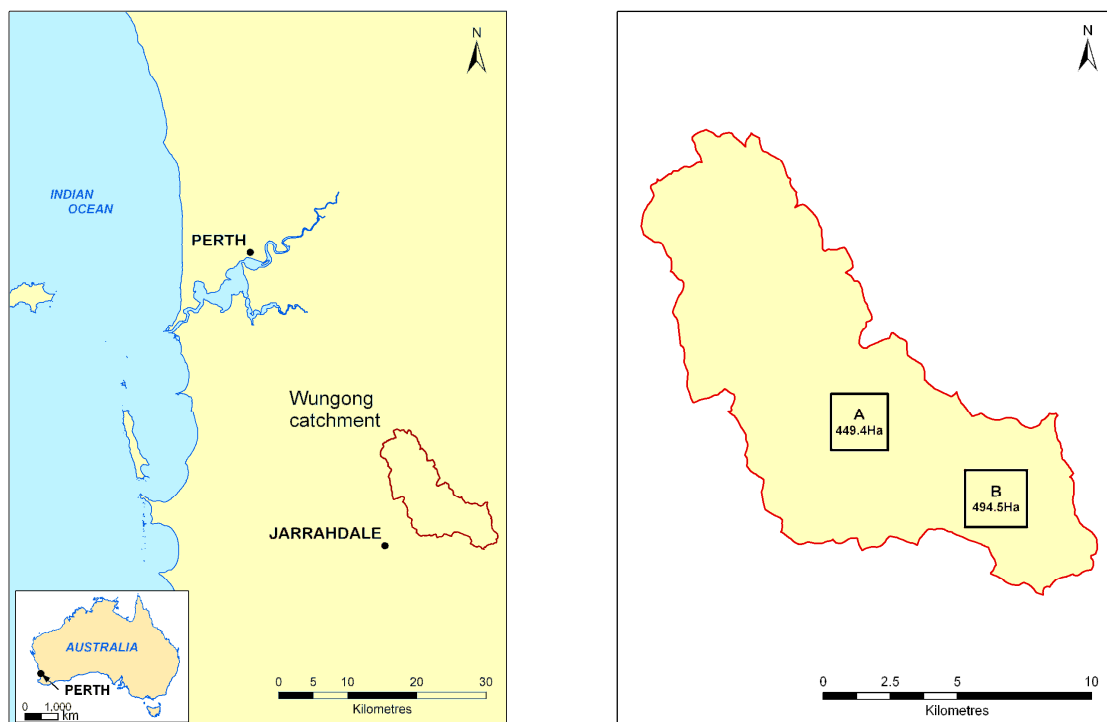 N
INDIAN
OCEAN
PERTH
Wungong
catchment
JARRAHDALE
AUSTRALIA
PERTH
0 1,000
km
0 5 10 20 30
Kilometres
N
A
449.4Ha
B
494.5Ha
0 2.5 5 10
Kilometres